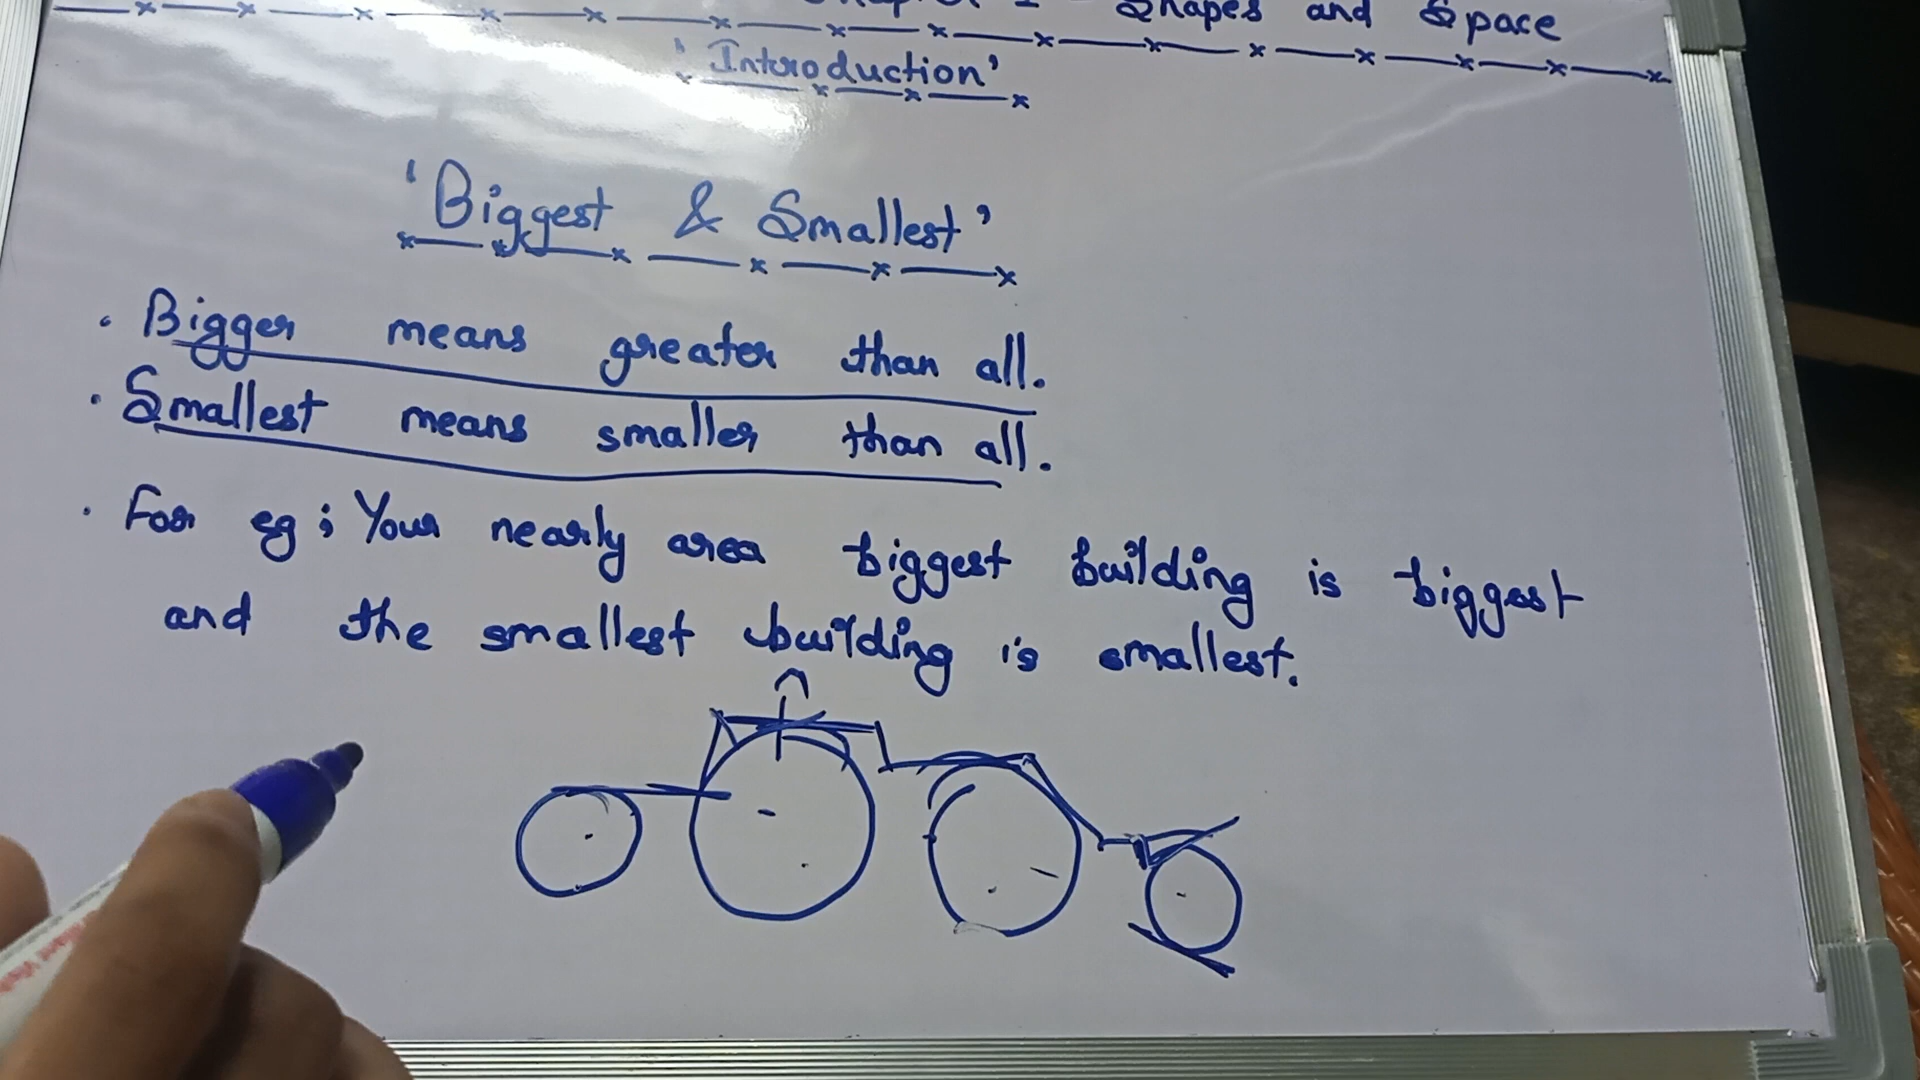 Shapes and Space
'Introduction'
'Biggest & Smallest'
· Bigger means greater than all.
· Smallest means smaller than all.
· For eg; Your nearly area biggest building is biggest
and the smallest building is smallest.